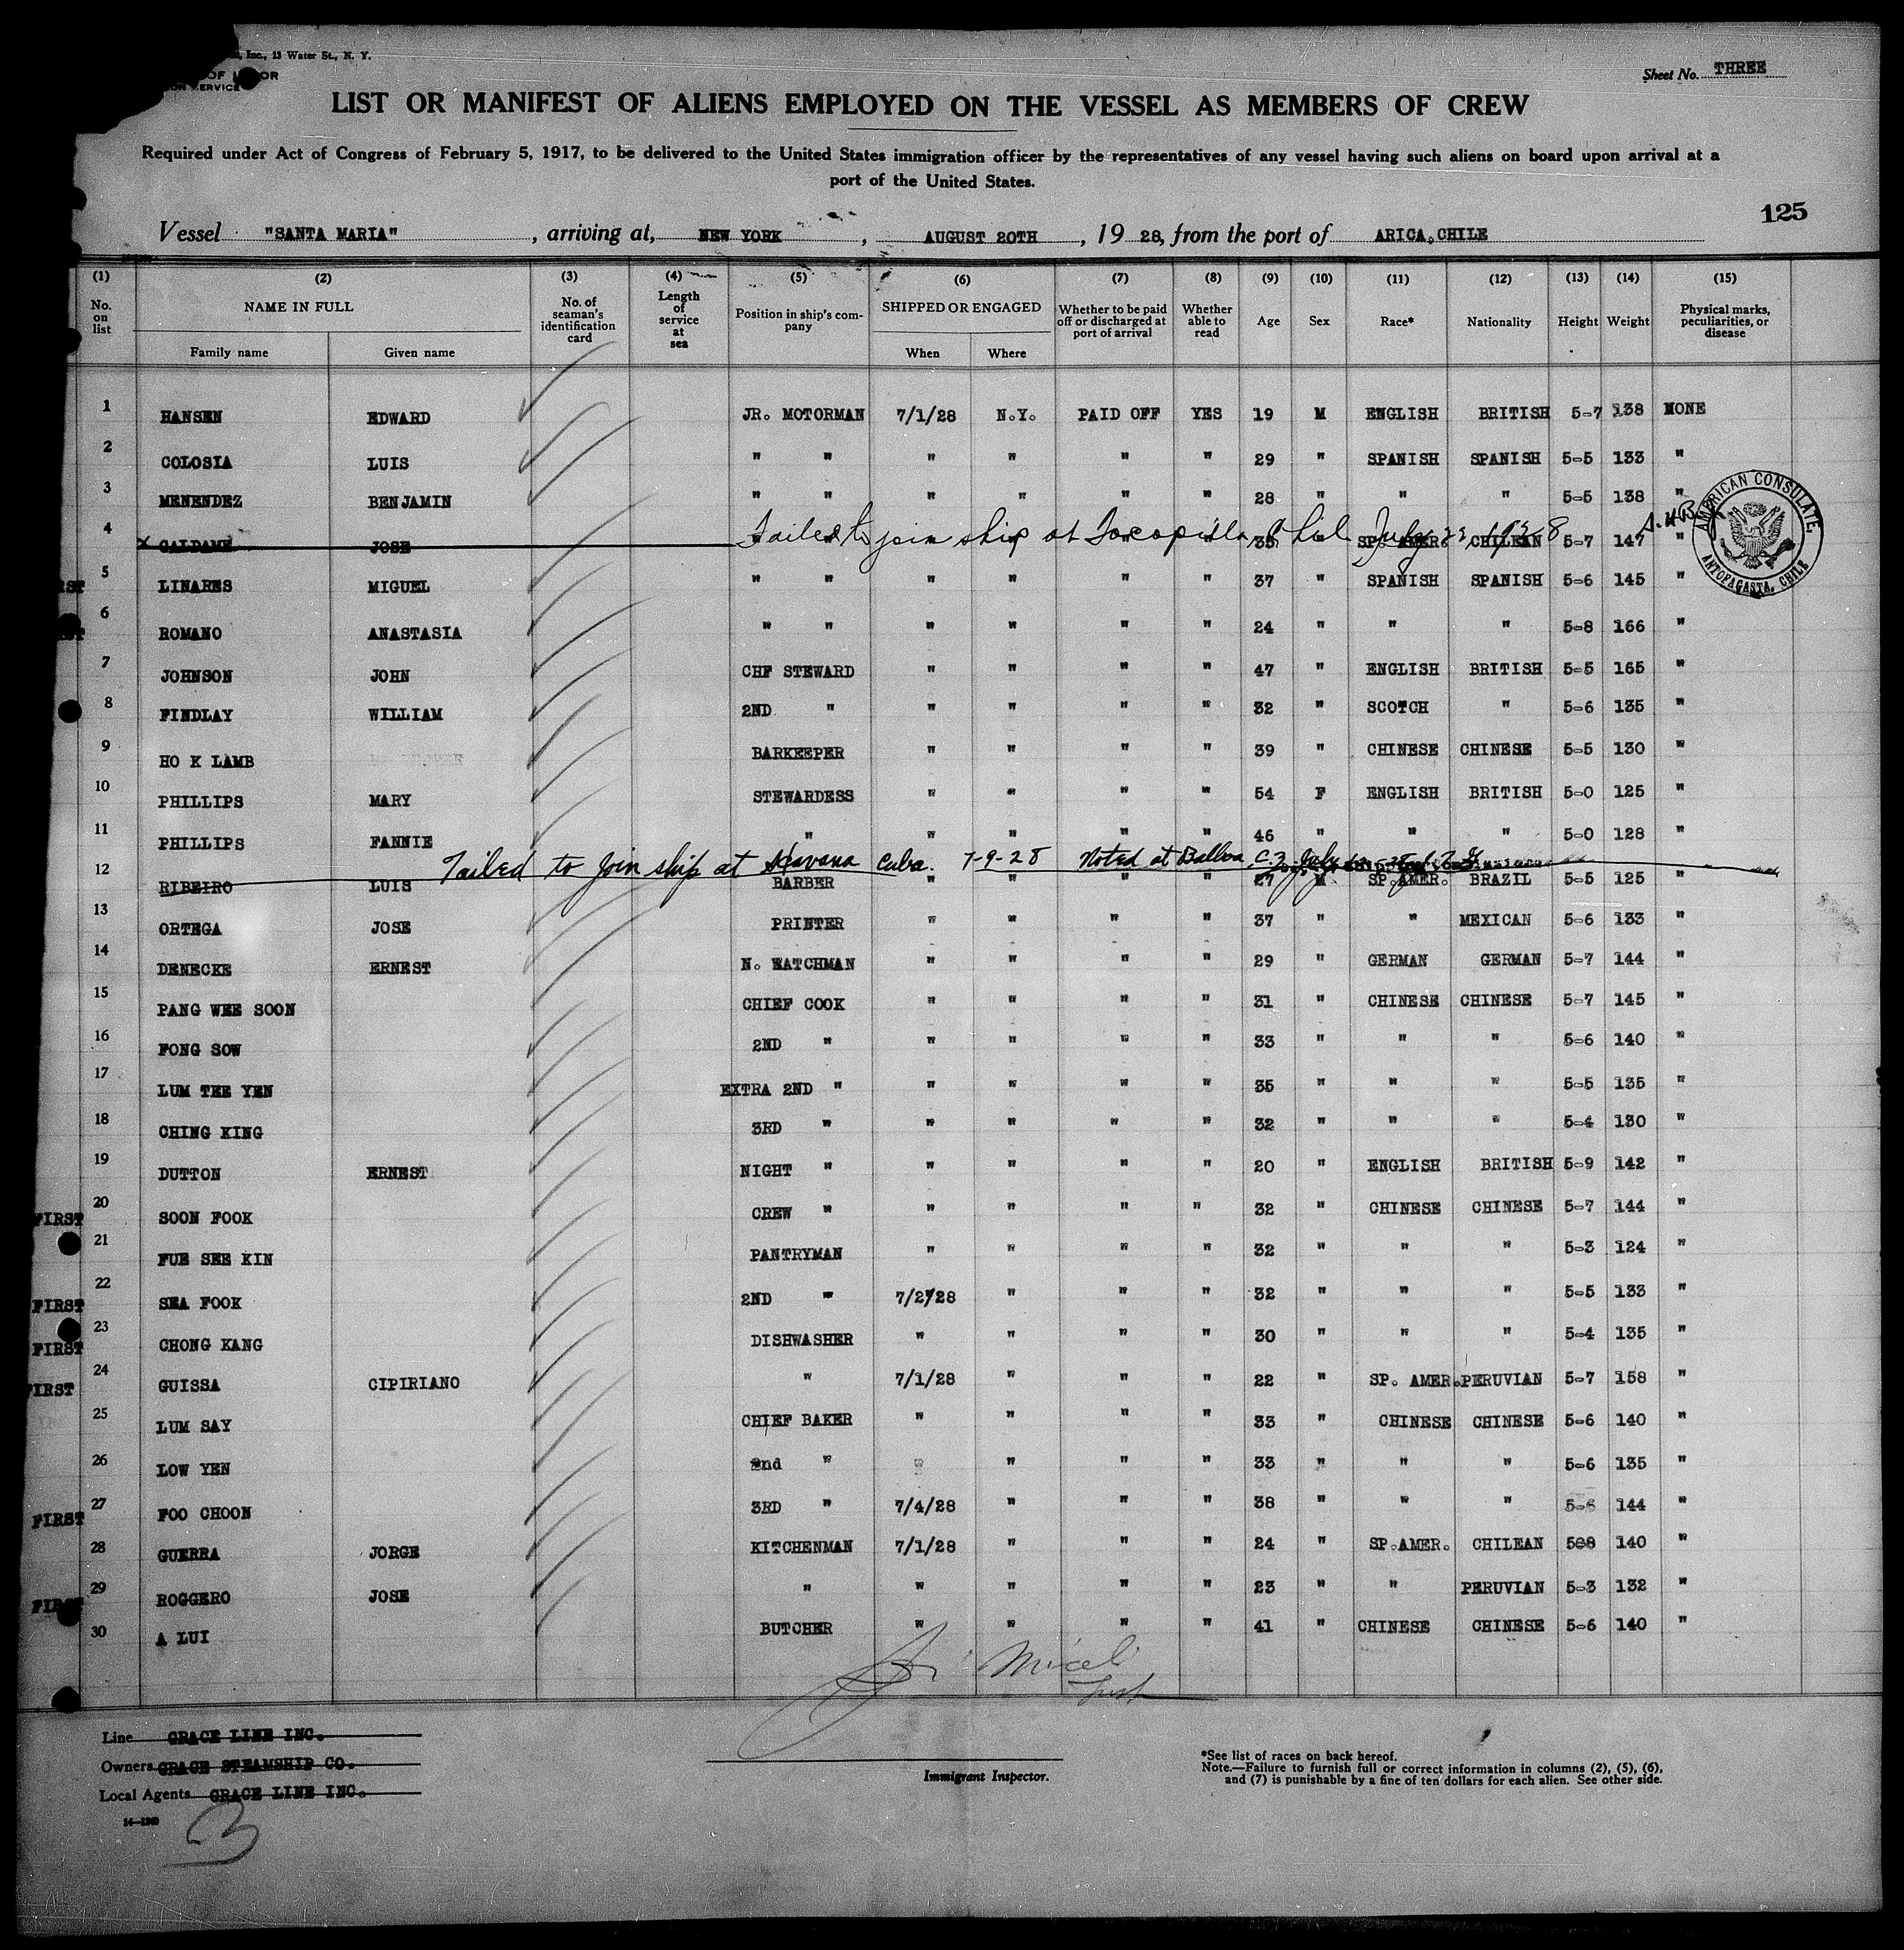 Inc., 13 Water St., N. Y.
Sheet No. THREE
LIST OR MANIFEST OF ALIENS EMPLOYED ON THE VESSEL AS MEMBERS OF CREW
Required under Act of Congress of February 5, 1917, to be delivered to the United States immigration officer by the representatives of any vessel having such aliens on board upon arrival at a
port of the United States.
125
Vessel "SANTA MARIA", arriving at, NEW YORK, AUGUST 20TH, 19 28, from the port of ARICA, CHILE
(1) (2) (3) (4) (5) (6) (7) (8) (9) (10) (11) (12) (13) (14) (15)
No. on list NAME IN FULL No. of seaman's identification card Length of service at sea Position in ship's company SHIPPED OR ENGAGED Whether to be paid off or discharged at port of arrival Whether able to read Age Sex Race* Nationality Height Weight Physical marks, peculiarities, or disease
Family name Given name When Where
1 HANSEN EDWARD JR. MOTORMAN 7/1/28 N.Y. PAID OFF YES 19 M ENGLISH BRITISH 5-7 138 NONE
2 COLOSIA LUIS " " " " " " 29 " SPANISH SPANISH 5-5 133 "
3 MENENDEZ BENJAMIN " " " " " " 28 " " " 5-5 138 "
AMERICAN CONSULATE, ANTOFAGASTA, CHILE
4 X JOSE Failed to join ship at Tocopilla July 1928 35 SP. AMER. CHILEAN 5-7 147 "
5 LINARES MIGUEL " " " " " " 37 " SPANISH SPANISH 5-6 145 "
6 ROMANO ANASTASIA " " " " " " 24 " " " 5-8 166 "
7 JOHNSON JOHN CHF STEWARD " " " " 47 " ENGLISH BRITISH 5-5 165 "
8 FINDLAY WILLIAM 2ND " " " " " 32 " SCOTCH " 5-6 135 "
9 HO K LAMB BARKEEPER " " " " 39 " CHINESE CHINESE 5-5 130 "
10 PHILLIPS MARY STEWARDESS " " " " 54 F ENGLISH BRITISH 5-0 125 "
11 PHILLIPS FANNIE " " " " " 46 " " " 5-0 128 "
Failed to join ship at Havana Cuba. 7-9-28 Noted at Balboa, C.Z. July
12 RIBEIRO LUIS BARBER " " " " 27 M SP. AMER. BRAZIL 5-5 125 "
13 ORTEGA JOSE PRINTER " " " " 37 " " MEXICAN 5-6 133 "
14 DENECKE ERNEST N. WATCHMAN " " " " 29 " GERMAN GERMAN 5-7 144 "
15 PANG WEE SOON CHIEF COOK " " " " 31 " CHINESE CHINESE 5-7 145 "
16 FONG SOW 2ND " " " " " 33 " " " 5-6 140 "
17 LUM TEE YEN EXTRA 2ND " " " " " 35 " " " 5-5 135 "
18 CHING KING 3RD " " " " " 32 " " " 5-4 130 "
19 DUTTON ERNEST NIGHT " " " " " 20 " ENGLISH BRITISH 5-9 142 "
FIRST 20 SOON FOOK CREW " " " " " 32 " CHINESE CHINESE 5-7 144 "
21 FUE SEE KIN PANTRYMAN " " " " 32 " " " 5-3 124 "
FIRST 22 SEA FOOK 2ND " 7/2/28 " " " 32 " " " 5-5 133 "
FIRST 23 CHONG KANG DISHWASHER " " " " 30 " " " 5-4 135 "
FIRST 24 GUISSA CIPIRIANO " 7/1/28 " " " 22 " SP. AMER. PERUVIAN 5-7 158 "
25 LUM SAY CHIEF BAKER " " " " 33 " CHINESE CHINESE 5-6 140 "
26 LOW YEN 2nd " " " " " 33 " " " 5-6 135 "
FIRST 27 FOO CHOON 3RD " 7/4/28 " " " 38 " " " 5-6 144 "
28 GUERRA JORGE KITCHENMAN 7/1/28 " " " 24 " SP.AMER. CHILEAN 508 140 "
FIRST 29 ROGGERO JOSE " " " " " 23 " " PERUVIAN 5-3 132 "
30 A LUI BUTCHER " " " " 41 " CHINESE CHINESE 5-6 140 "
Line GRACE LINE INC.
Owners GRACE STEAMSHIP CO.
Local Agents GRACE LINE INC.
14-1240
3
Immigrant Inspector.
*See list of races on back hereof.
Note.—Failure to furnish full or correct information in columns (2), (5), (6),
and (7) is punishable by a fine of ten dollars for each alien. See other side.